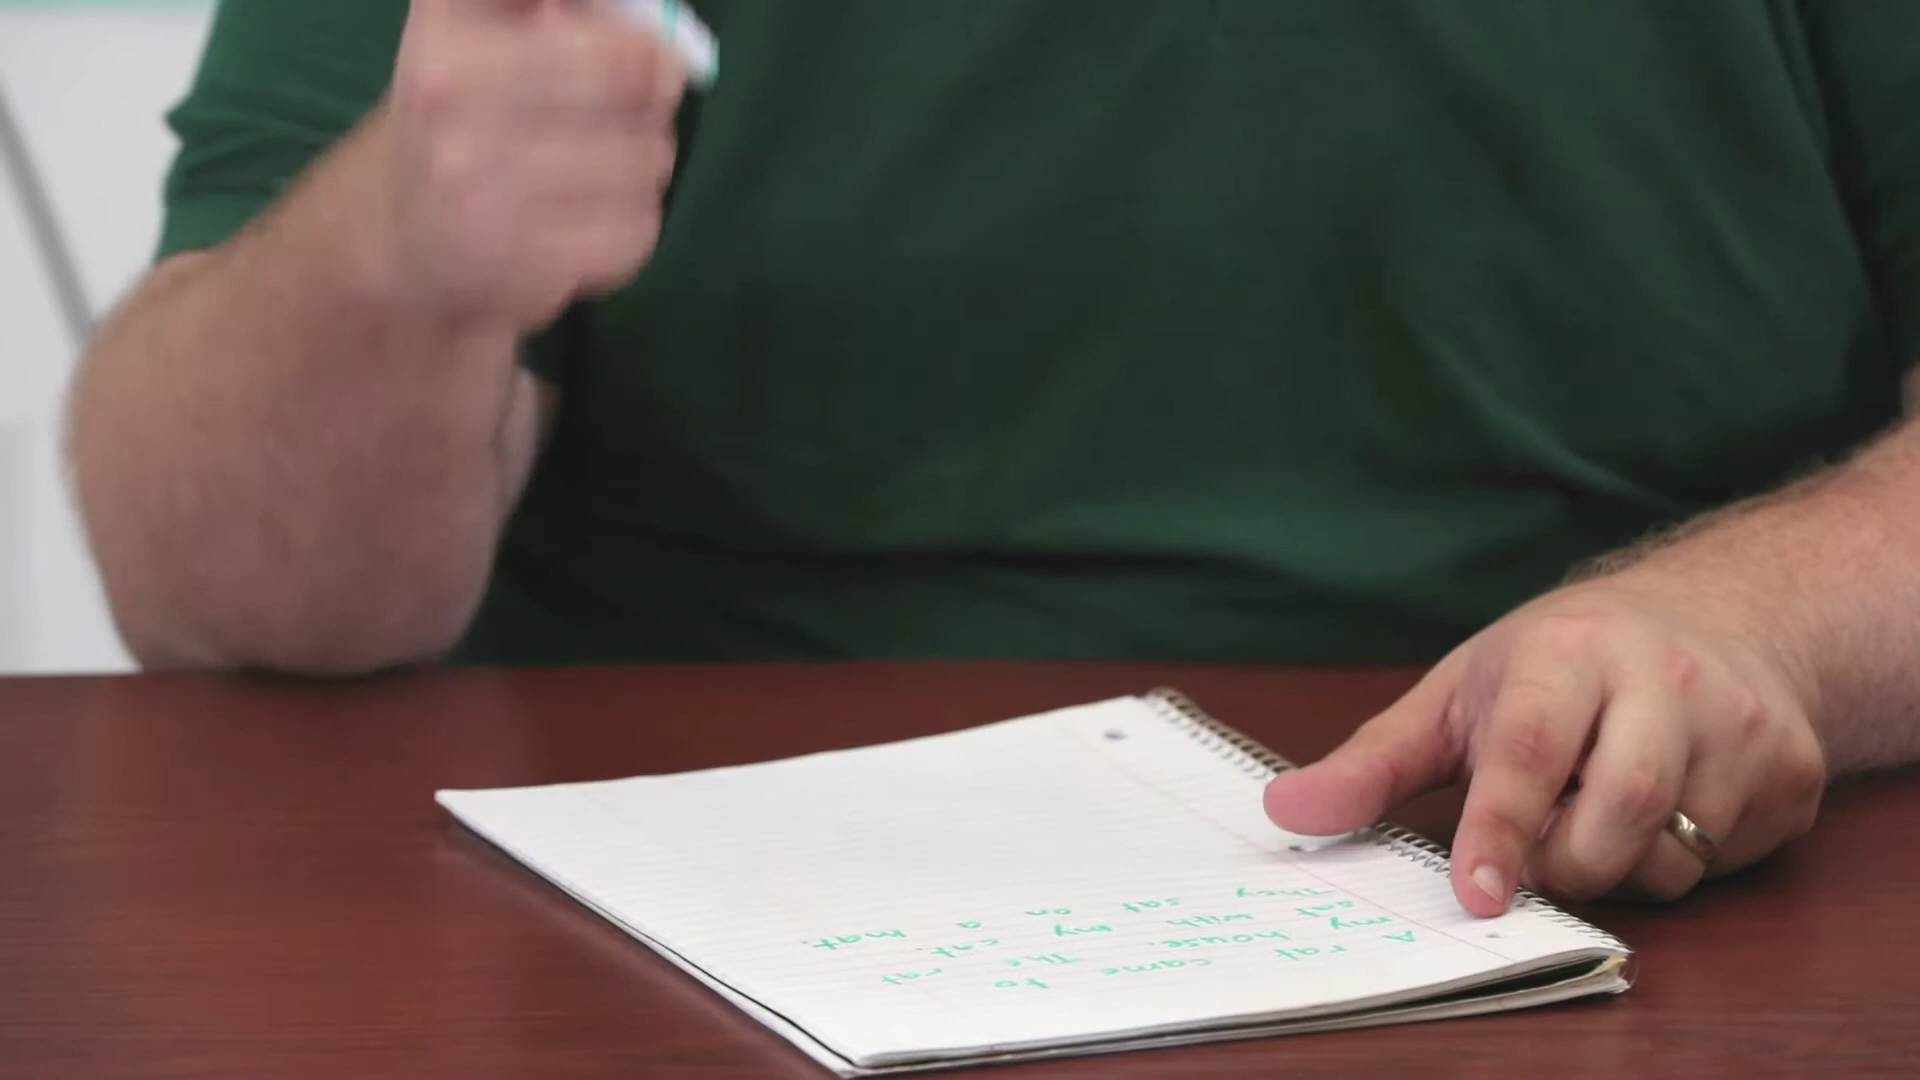 A rat came to
my house. The rat
sat with my cat.
They sat on a mat.